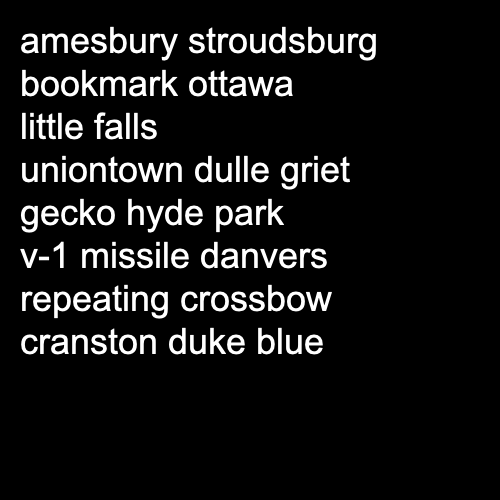 amesbury stroudsburg
bookmark ottawa
little falls
uniontown dulle griet
gecko hyde park
v-1 missile danvers
repeating crossbow
cranston duke blue